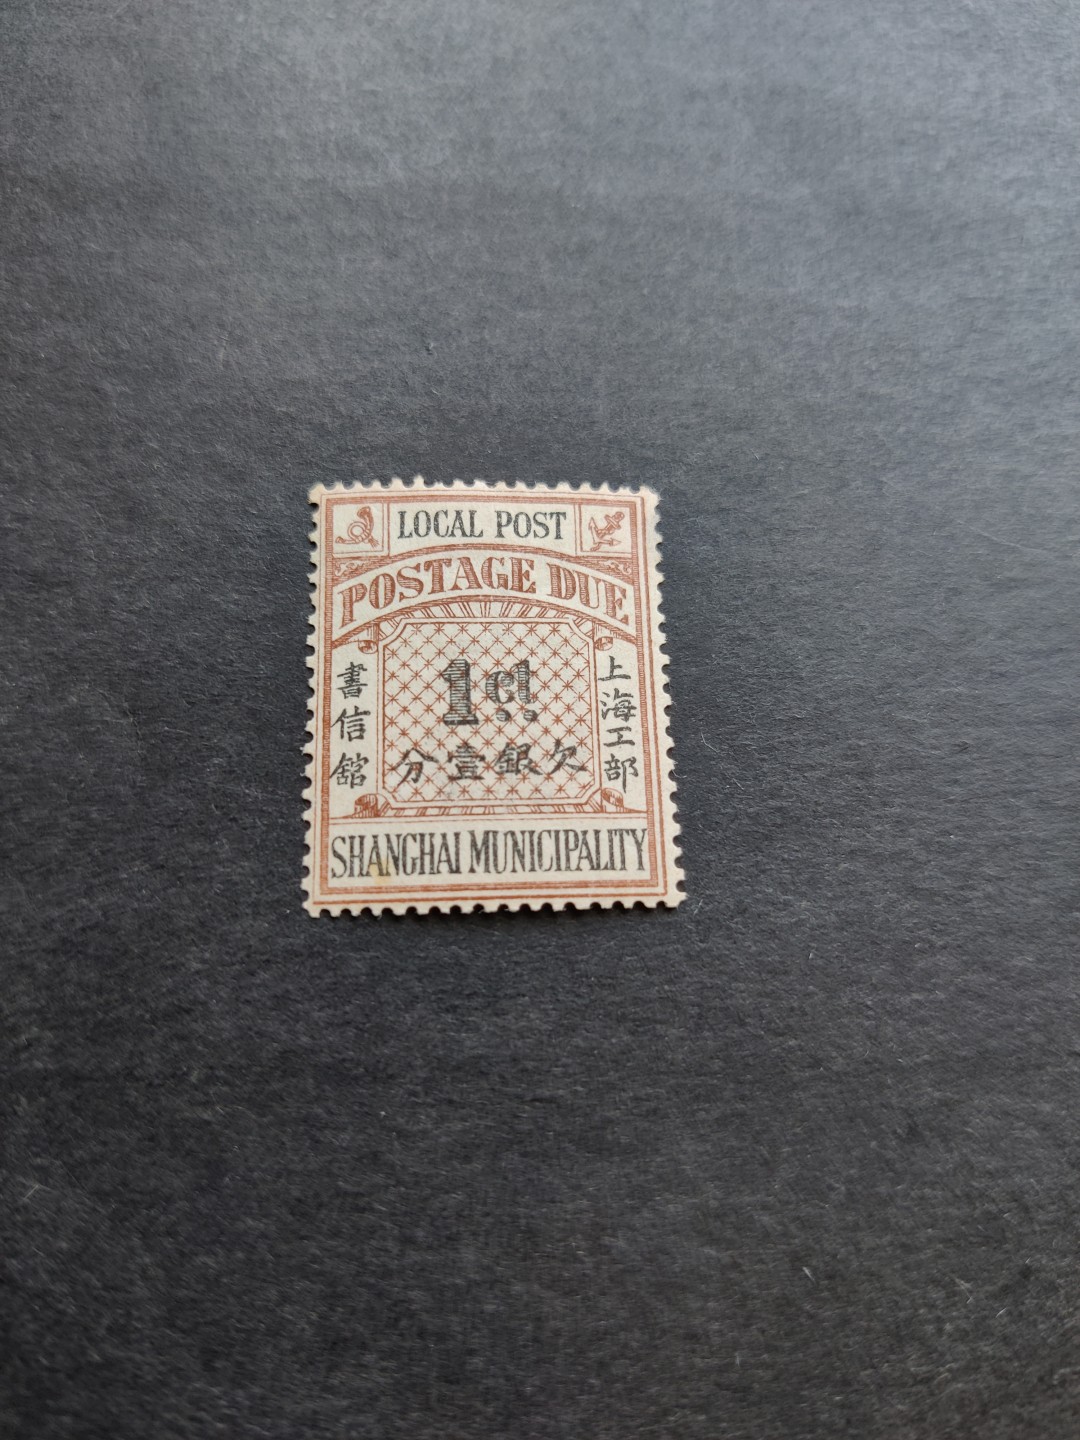 LOCAL POST
POSTAGE DUE
1 ct.
欠銀壹分
上海工部
書信館
SHANGHAI MUNICIPALITY